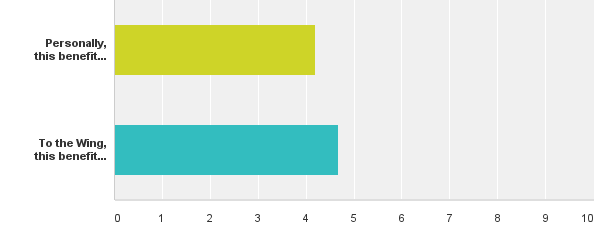 Personally,
this benefit...
To the Wing,
this benefit...
0 1 2 3 4 5 6 7 8 9 10